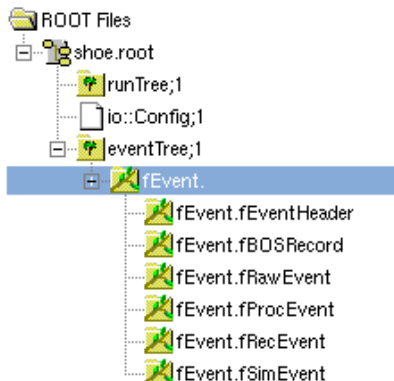 ROOT Files
shoe.root
runTree;1
io::Config;1
eventTree;1
fEvent.
fEvent.fEventHeader
fEvent.fBOSRecord
fEvent.fRawEvent
fEvent.fProcEvent
fEvent.fRecEvent
fEvent.fSimEvent